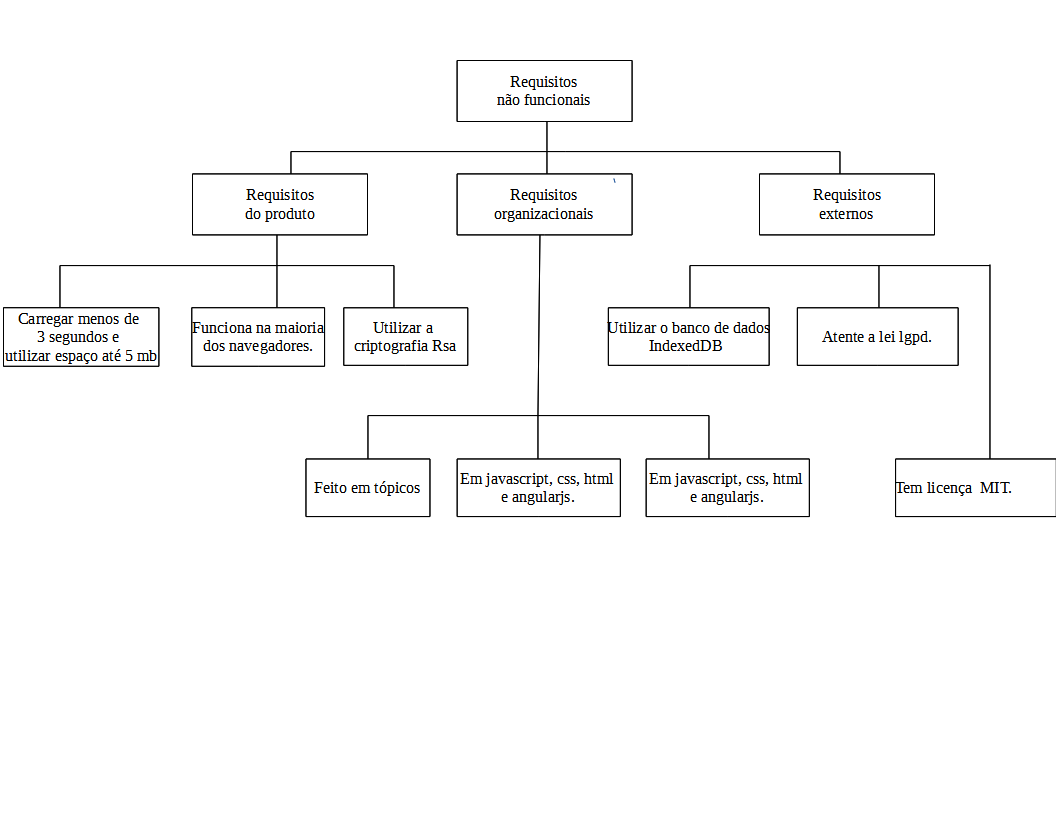 Requisitos
não funcionais
Requisitos
do produto
Requisitos
organizacionais
Requisitos
externos
Carregar menos de
3 segundos e
utilizar espaço até 5 mb
Funciona na maioria
dos navegadores.
Utilizar a
criptografia Rsa
Utilizar o banco de dados
IndexedDB
Atente a lei lgpd.
Feito em tópicos
Em javascript, css, html
e angularjs.
Em javascript, css, html
e angularjs.
Tem licença  MIT.